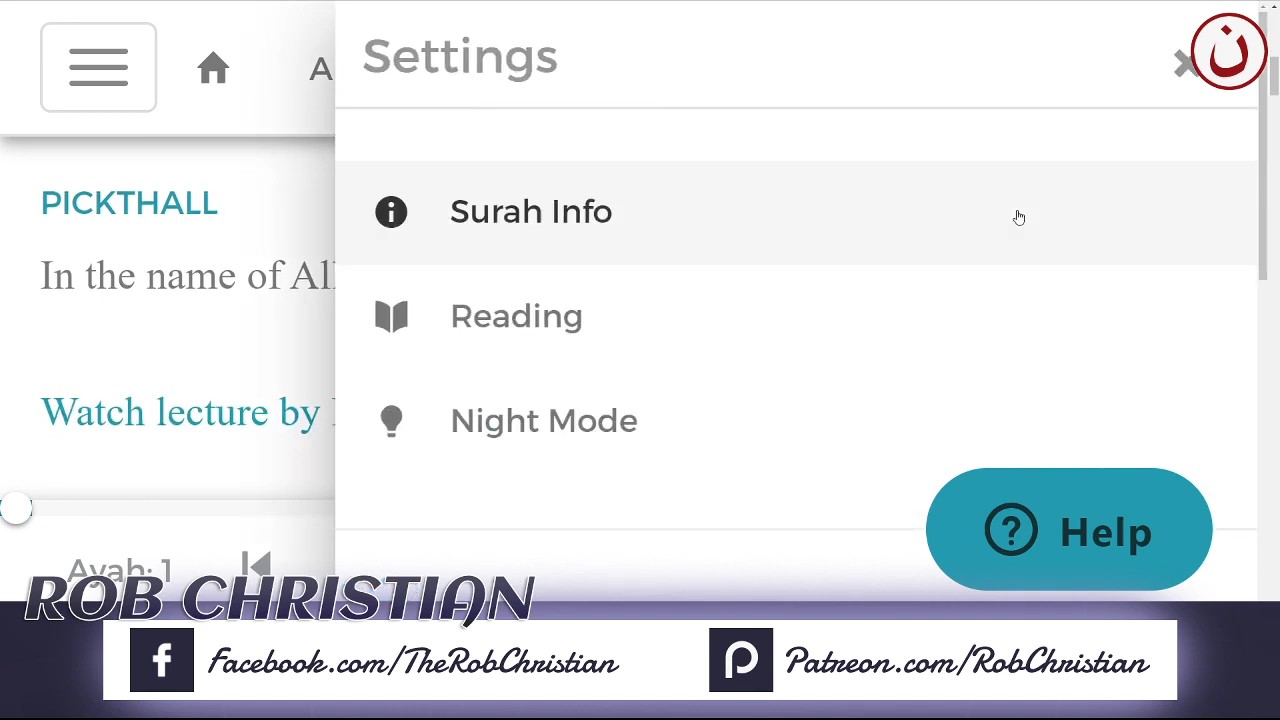 Settings
ن
A
PICKTHALL
Surah Info
In the name of Al
Reading
Watch lecture by
Night Mode
Help
Ayah: 1
ROB CHRISTIAN
Facebook.com/TheRobChristian
Patreon.com/RobChristian